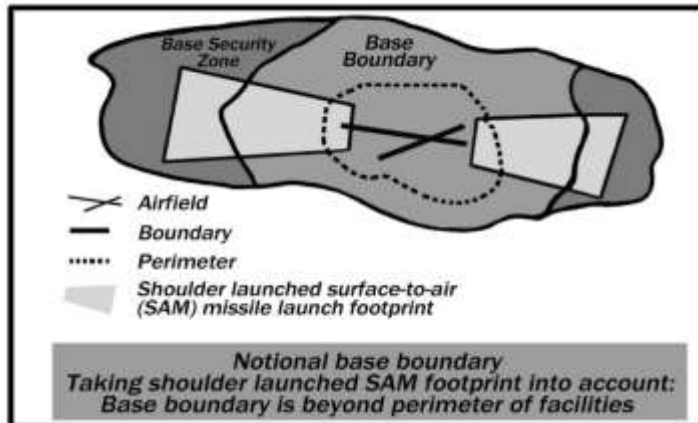 Base Security
Zone
Base
Boundary
Airfield
Boundary
Perimeter
Shoulder launched surface-to-air
(SAM) missile launch footprint
Notional base boundary
Taking shoulder launched SAM footprint into account:
Base boundary is beyond perimeter of facilities